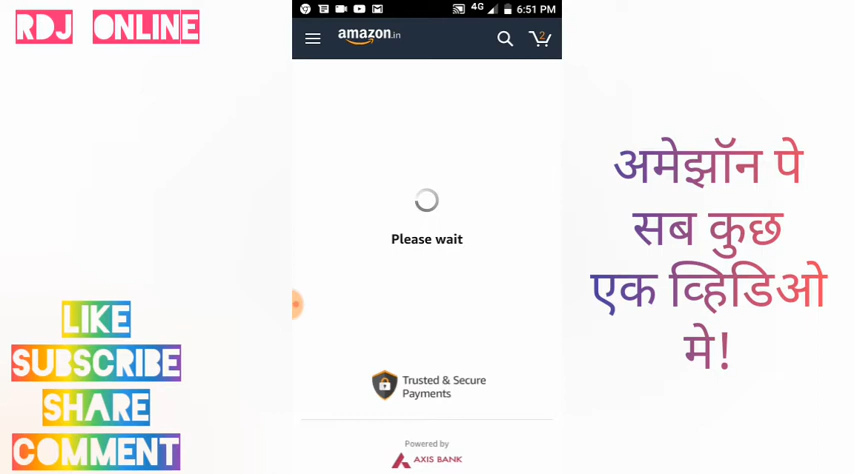 RDJ ONLINE
4G 6:51 PM
amazon.in
2
Please wait
Trusted & Secure
Payments
Powered by
AXIS BANK
अमेझॉन पे
सब कुछ
एक व्हिडिओ
मे!
LIKE
SUBSCRIBE
SHARE
COMMENT